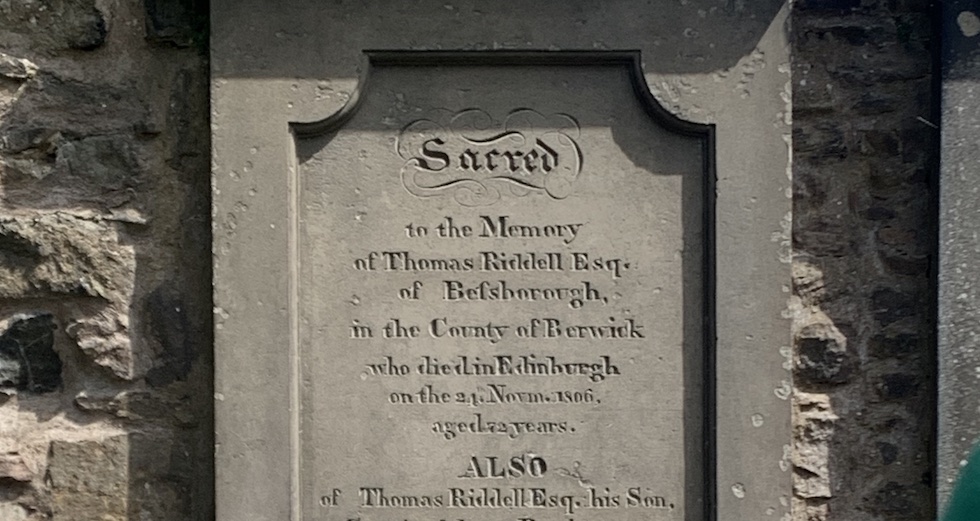 Sacred
to the Memory
of Thomas Riddell Esq.
of Beſsborough,
in the County of Berwick
who died in Edinburgh
on the 24. Novm. 1806,
aged 72 years.
ALSO
of Thomas Riddell Esq. his Son,